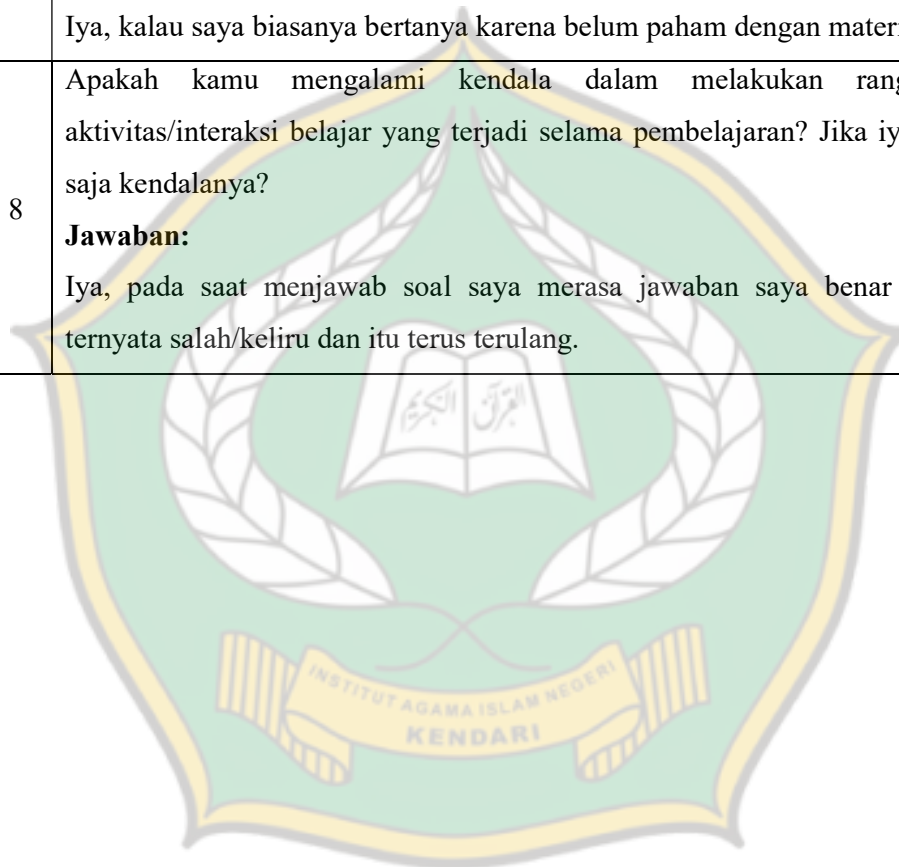 Iya, kalau saya biasanya bertanya karena belum paham dengan materi
Apakah kamu mengalami kendala dalam melakukan rang
aktivitas/interaksi belajar yang terjadi selama pembelajaran? Jika iy
saja kendalanya?
8
Jawaban:
Iya, pada saat menjawab soal saya merasa jawaban saya benar
ternyata salah/keliru dan itu terus terulang.
القرآن
الكريم
INSTITUT AGAMA ISLAM NEGERI
KENDARI